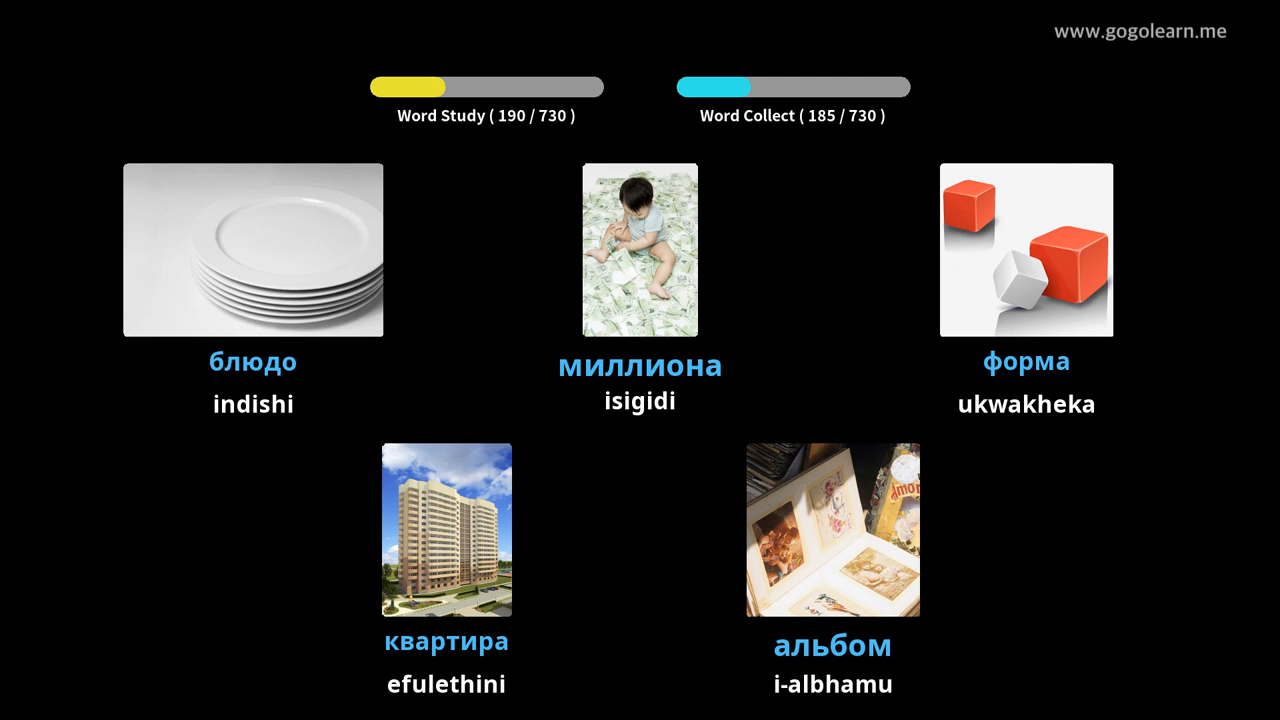 www.gogolearn.me
Word Study ( 190 / 730 )
Word Collect ( 185 / 730 )
блюдо
indishi
миллиона
isigidi
форма
ukwakheka
квартира
efulethini
альбом
i-albhamu